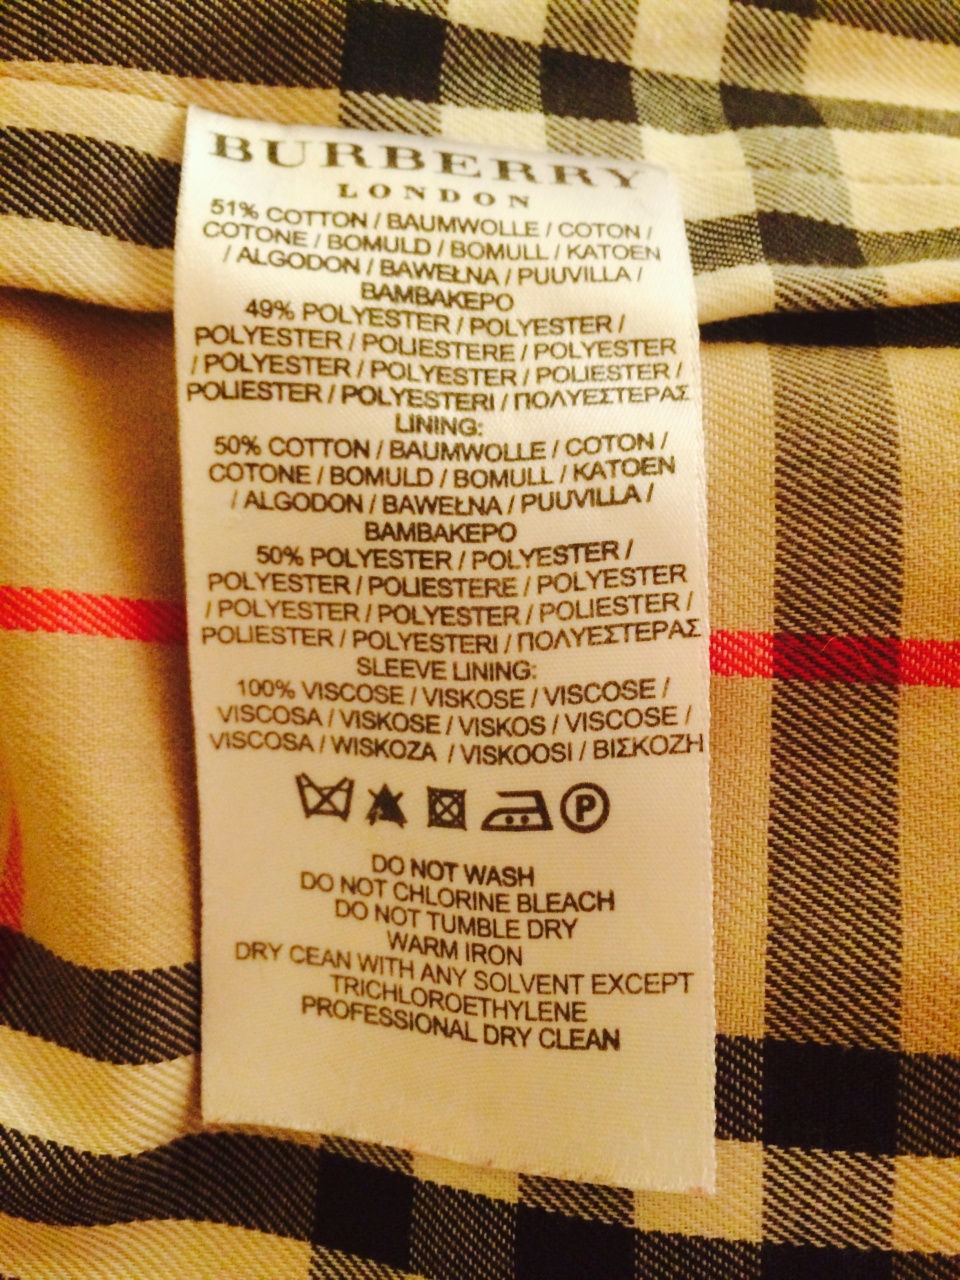 BURBERRY
LONDON
51% COTTON / BAUMWOLLE / COTON /
COTONE / BOMULD / BOMULL / KATOEN
/ ALGODON / BAWEŁNA / PUUVILLA /
BAMBAKEPO
49% POLYESTER / POLYESTER /
POLYESTER / POLIESTERE / POLYESTER
/ POLYESTER / POLYESTER / POLIESTER /
POLIESTER / POLYESTERI / ΠΟΛΥΕΣΤΕΡΑΣ
LINING:
50% COTTON / BAUMWOLLE / COTON /
COTONE / BOMULD / BOMULL / KATOEN
/ ALGODON / BAWEŁNA / PUUVILLA /
BAMBAKEPO
50% POLYESTER / POLYESTER /
POLYESTER / POLIESTERE / POLYESTER
/ POLYESTER / POLYESTER / POLIESTER /
POLIESTER / POLYESTERI / ΠΟΛΥΕΣΤΕΡΑΣ
SLEEVE LINING:
100% VISCOSE / VISKOSE / VISCOSE /
VISCOSA / VISKOSE / VISKOS / VISCOSE /
VISCOSA / WISKOZA / VISKOOSI / ΒΙΣΚΟΖΗ
P
DO NOT WASH
DO NOT CHLORINE BLEACH
DO NOT TUMBLE DRY
WARM IRON
DRY CEAN WITH ANY SOLVENT EXCEPT
TRICHLOROETHYLENE
PROFESSIONAL DRY CLEAN